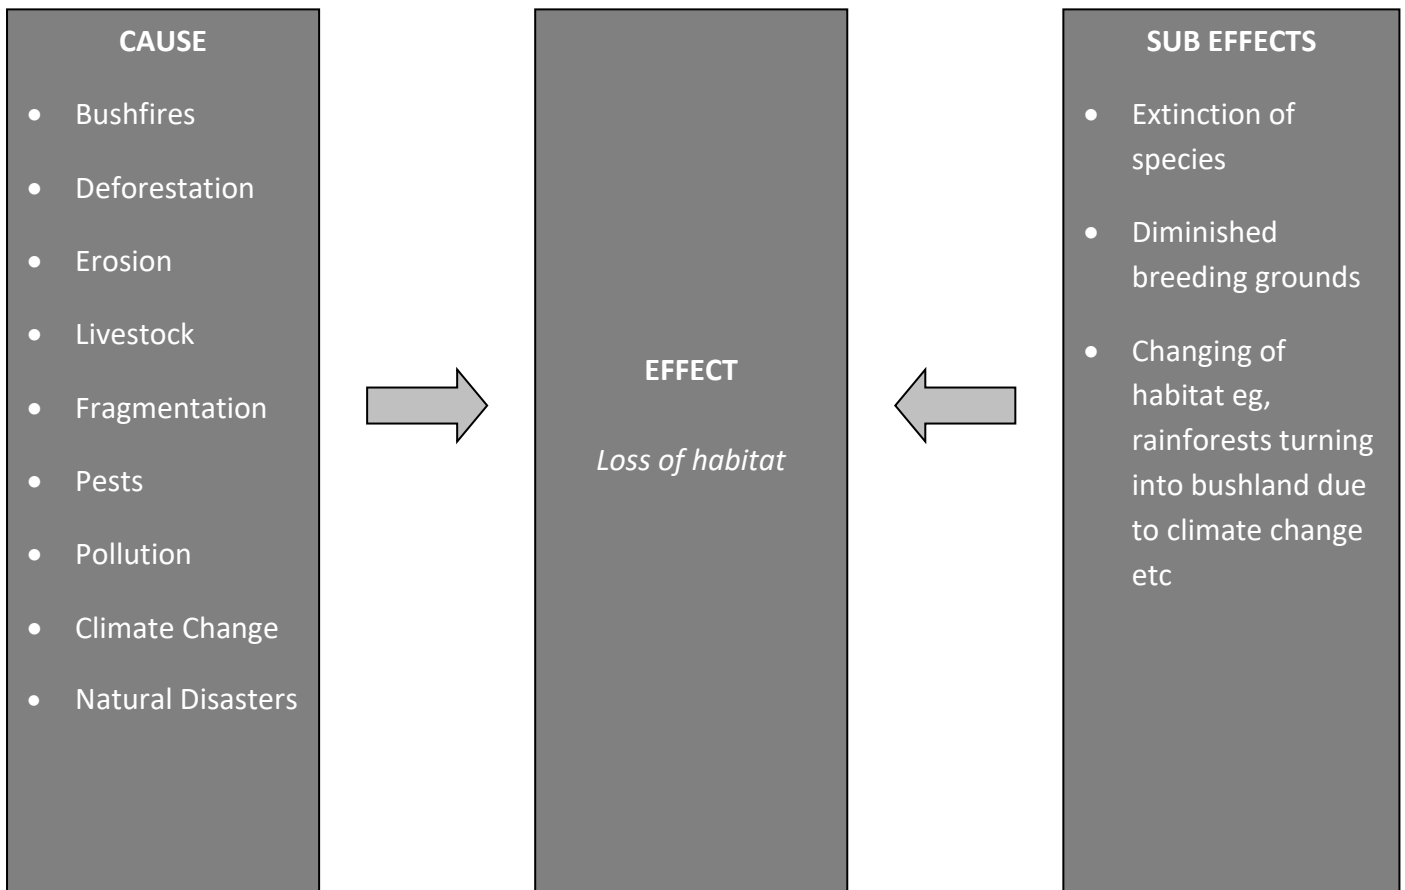 CAUSE
• Bushfires
• Deforestation
• Erosion
• Livestock
• Fragmentation
• Pests
• Pollution
• Climate Change
• Natural Disasters
EFFECT
Loss of habitat
SUB EFFECTS
• Extinction of
species
• Diminished
breeding grounds
• Changing of
habitat eg,
rainforests turning
into bushland due
to climate change
etc